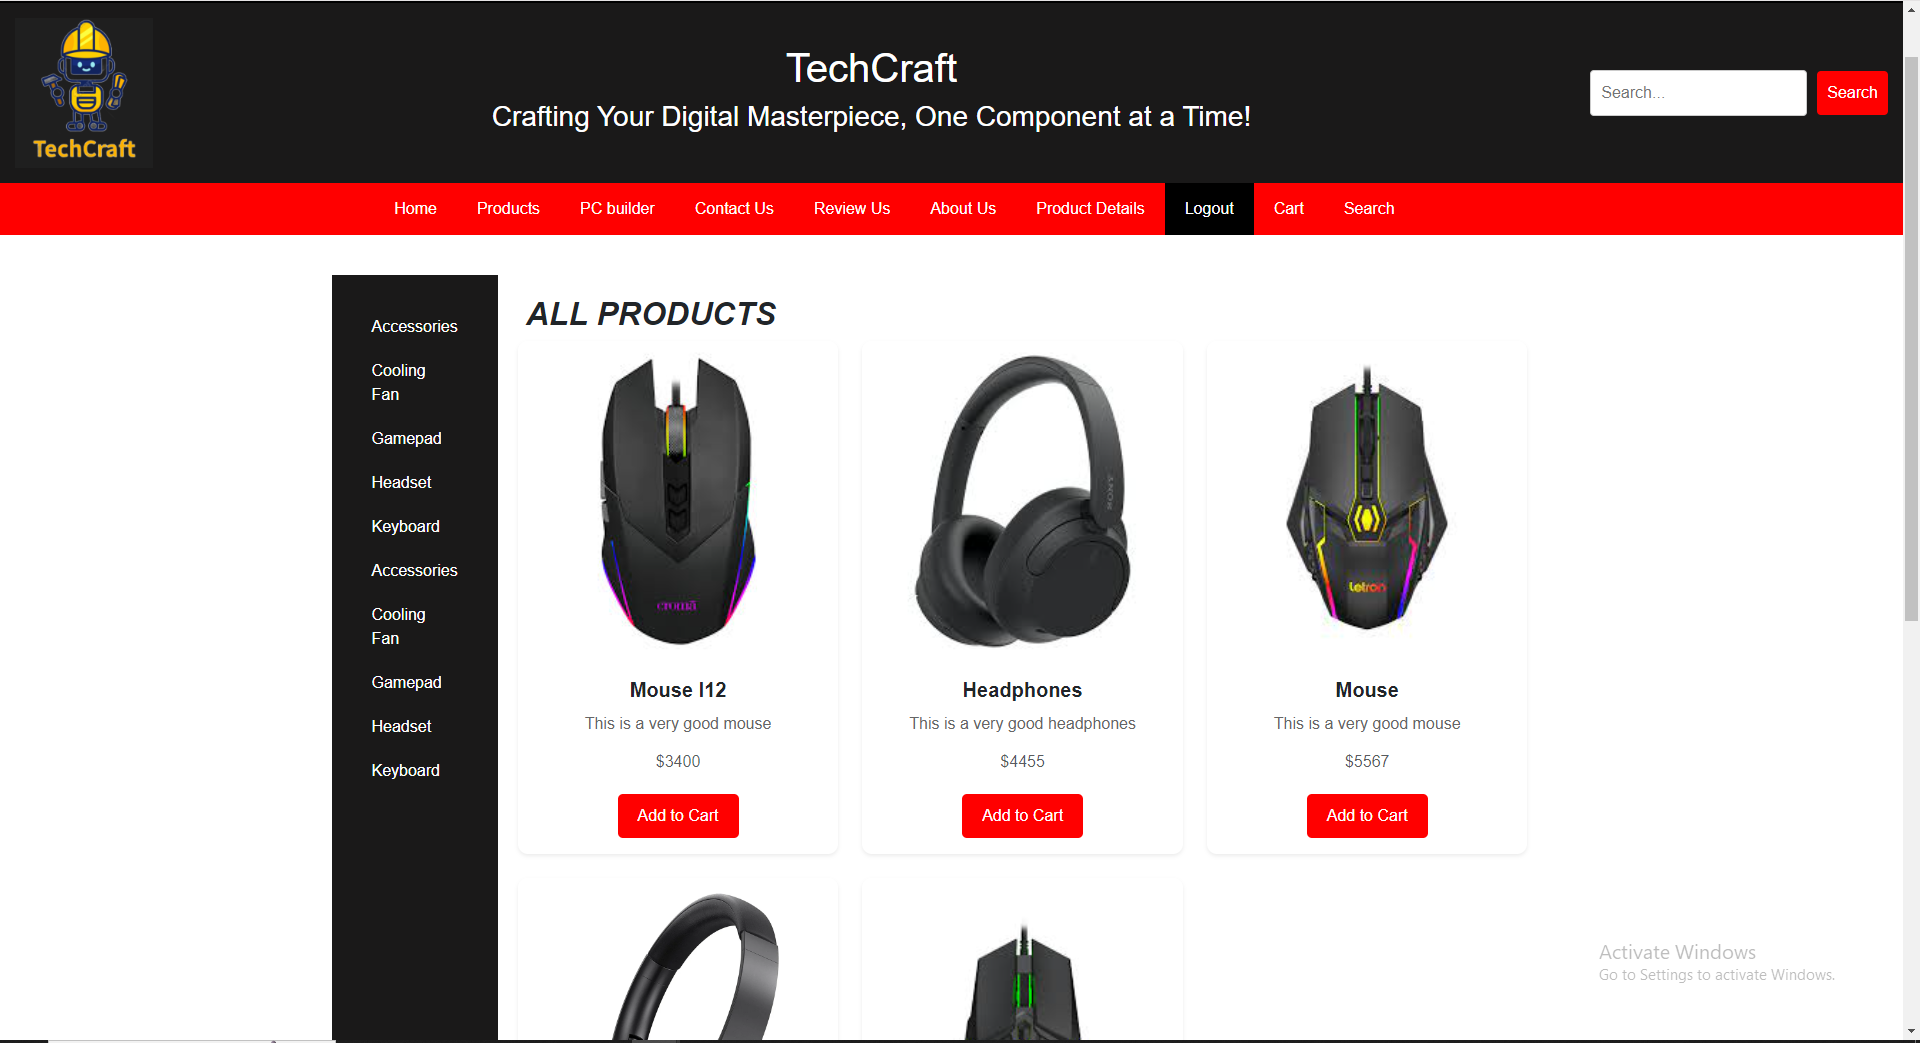 TechCraft
TechCraft
Crafting Your Digital Masterpiece, One Component at a Time!
Search...
Search
Home
Products
PC builder
Contact Us
Review Us
About Us
Product Details
Logout
Cart
Search
Accessories
Cooling
Fan
Gamepad
Headset
Keyboard
Accessories
Cooling
Fan
Gamepad
Headset
Keyboard
ALL PRODUCTS
cromā
SONY
Letron
Mouse I12
This is a very good mouse
$3400
Add to Cart
Headphones
This is a very good headphones
$4455
Add to Cart
Mouse
This is a very good mouse
$5567
Add to Cart
Activate Windows
Go to Settings to activate Windows.